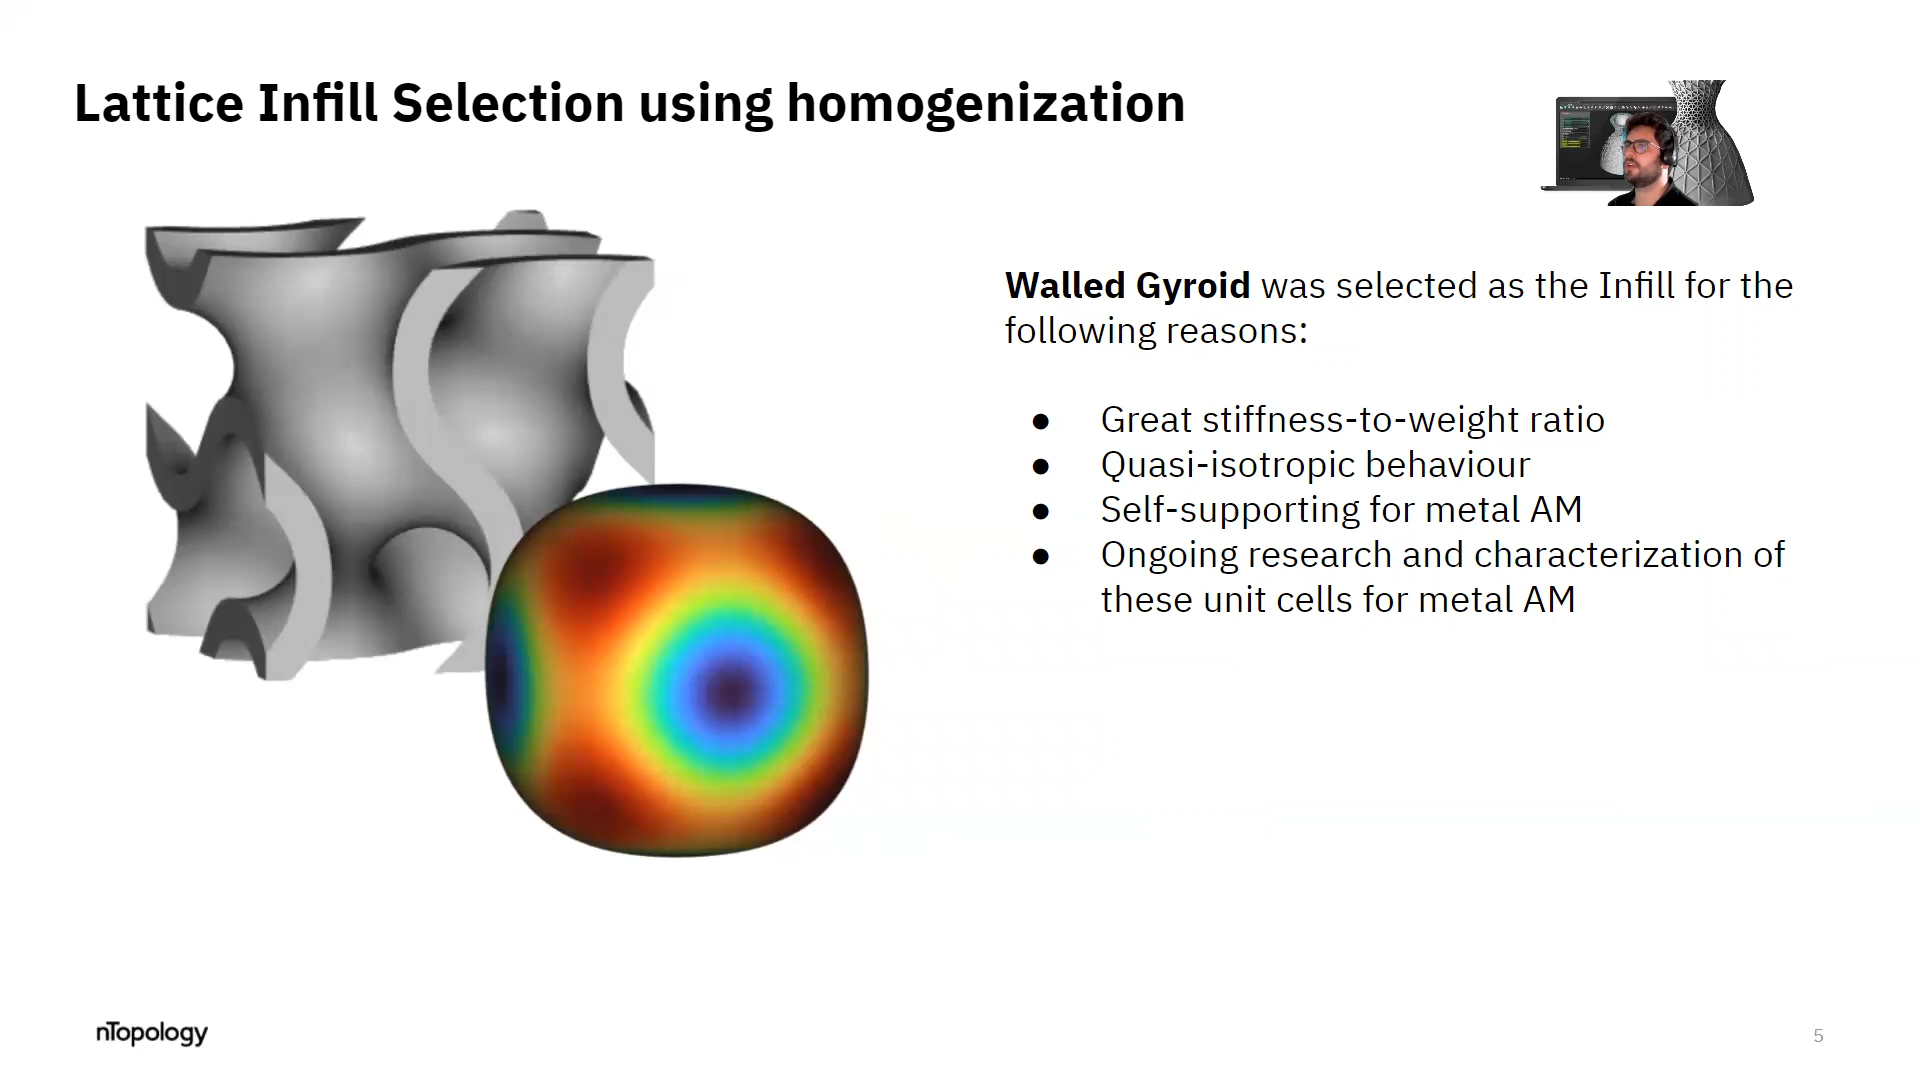 Lattice Infill Selection using homogenization
Walled Gyroid was selected as the Infill for the
following reasons:
● Great stiffness-to-weight ratio
● Quasi-isotropic behaviour
● Self-supporting for metal AM
● Ongoing research and characterization of
these unit cells for metal AM
nTopology
5